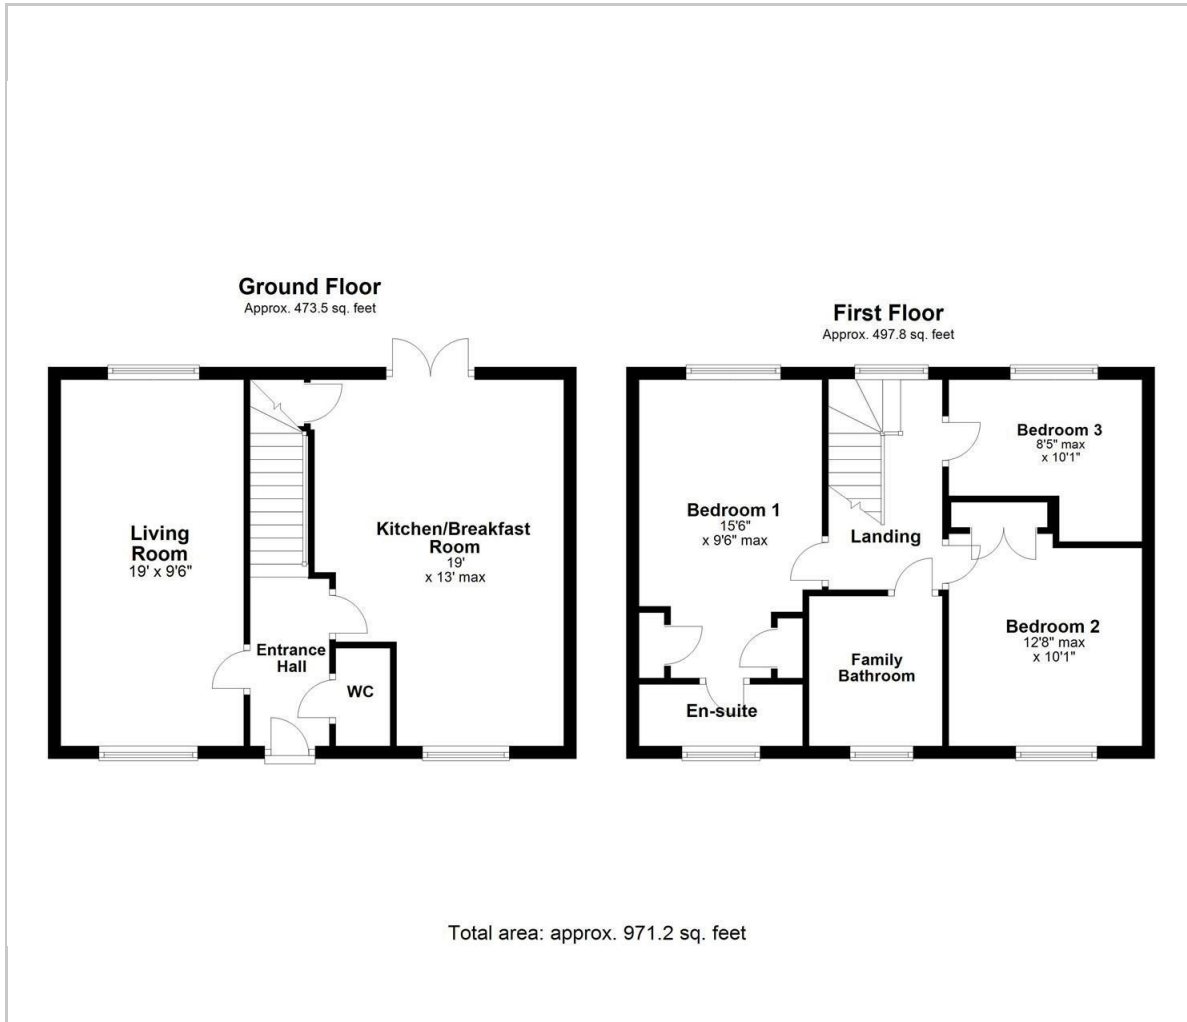 Ground Floor
Approx. 473.5 sq. feet
Living
Room
19' x 9'6"
Kitchen/Breakfast
Room
19'
x 13' max
Entrance
Hall
WC
First Floor
Approx. 497.8 sq. feet
Bedroom 1
15'6"
x 9'6" max
Landing
Bedroom 3
8'5" max
x 10'1"
Bedroom 2
12'8" max
x 10'1"
Family
Bathroom
En-suite
Total area: approx. 971.2 sq. feet